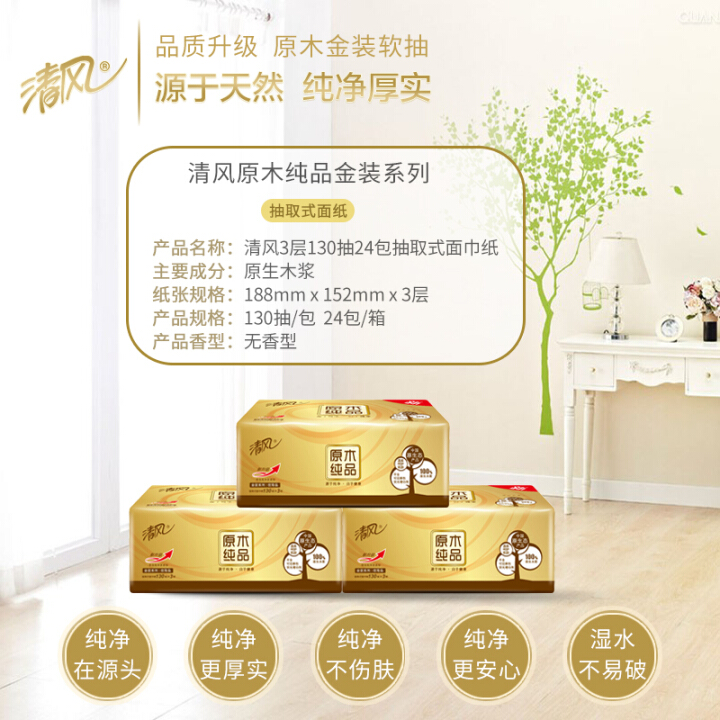 清风®
品质升级 原木金装软抽
源于天然 纯净厚实
清风原木纯品金装系列
抽取式面纸
产品名称：清风3层130抽24包抽取式面巾纸
主要成分：原生木浆
纸张规格：188mm x 152mm x 3层
产品规格：130抽/包 24包/箱
产品香型：无香型
原木
纯品
清风
原木
纯品
100%
清风
原木
纯品
100%
清风
原木
纯品
100%
纯净
在源头
纯净
更厚实
纯净
不伤肤
纯净
更安心
湿水
不易破